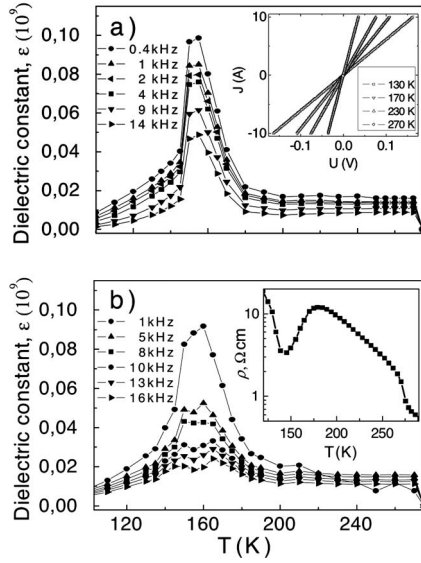 a)
0.4kHz
1 kHz
2 kHz
4 kHz
9 kHz
14 kHz
Dielectric constant, ε (10⁹)
0,10
0,08
0,06
0,04
0,02
0,00
J (A)
10
0
-10
-0.1
0.0
0.1
U (V)
130 K
170 K
230 K
270 K
b)
1kHz
5kHz
8kHz
10kHz
13kHz
16kHz
Dielectric constant, ε (10⁹)
0,10
0,08
0,06
0,04
0,02
0,00
ρ, Ω cm
10
1
150
200
250
T(K)
120
160
200
240
T (K)